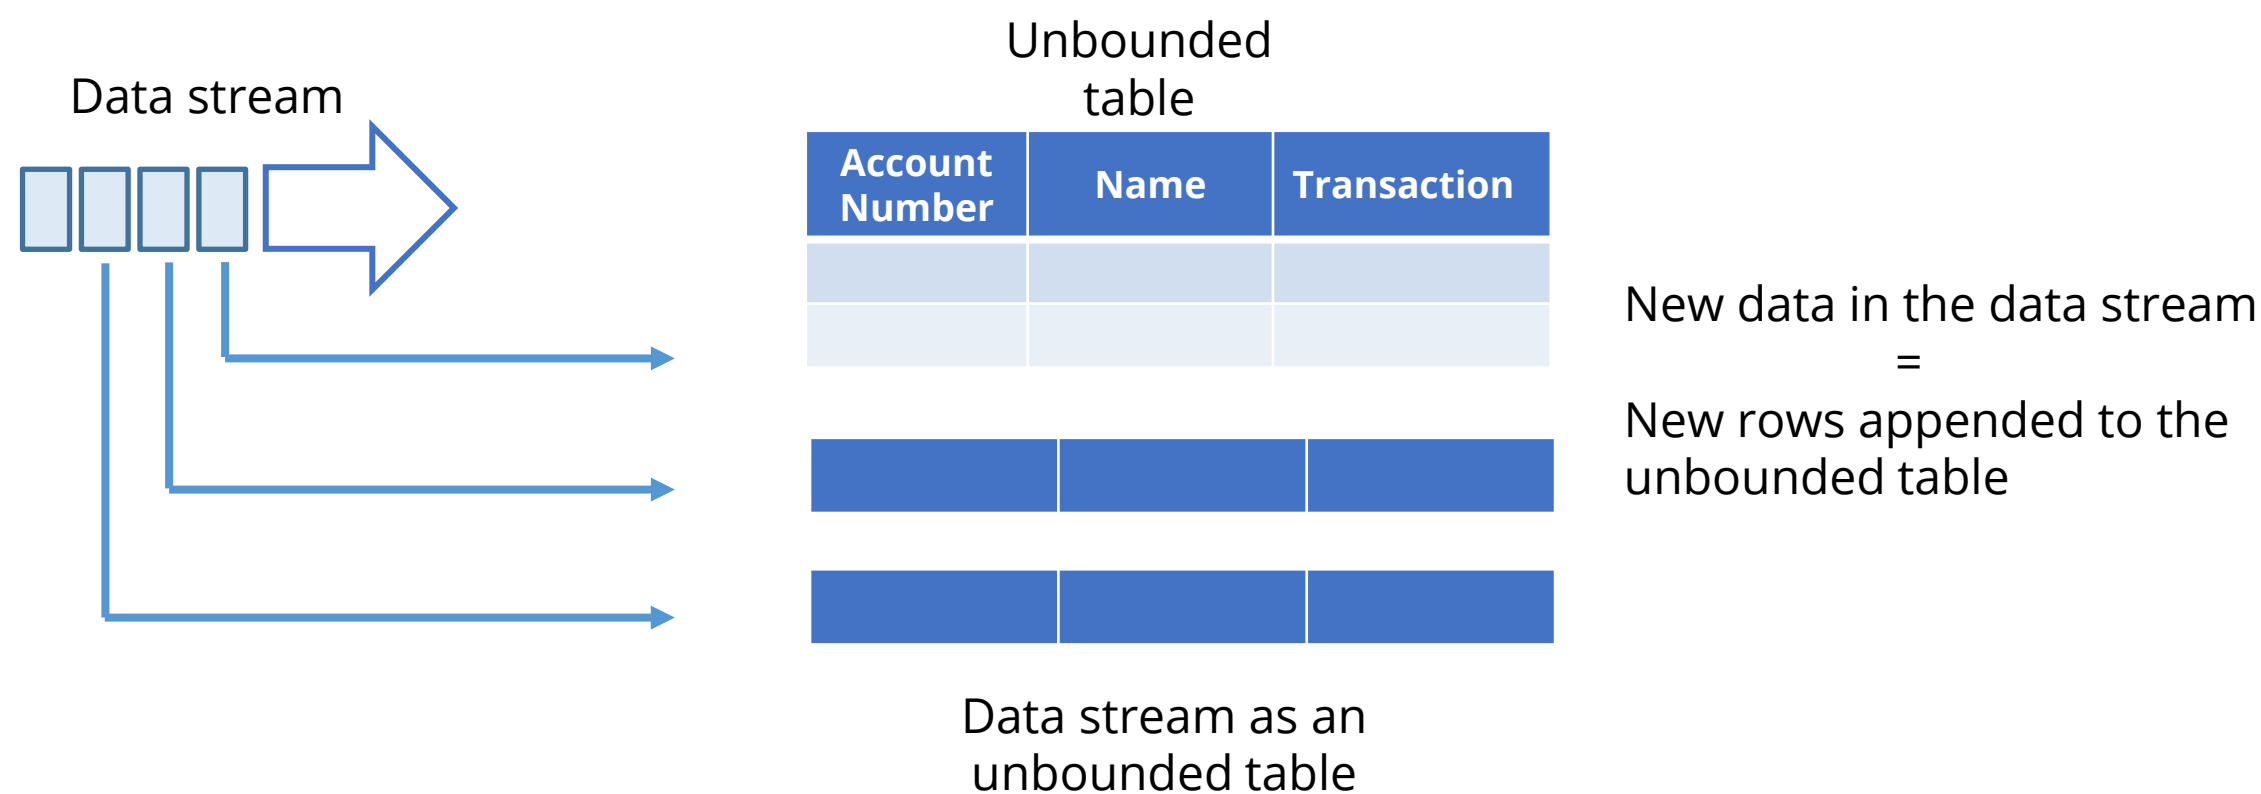 Data stream
Unbounded
table
Account
Number
Name
Transaction
New data in the data stream
=
New rows appended to the
unbounded table
Data stream as an
unbounded table